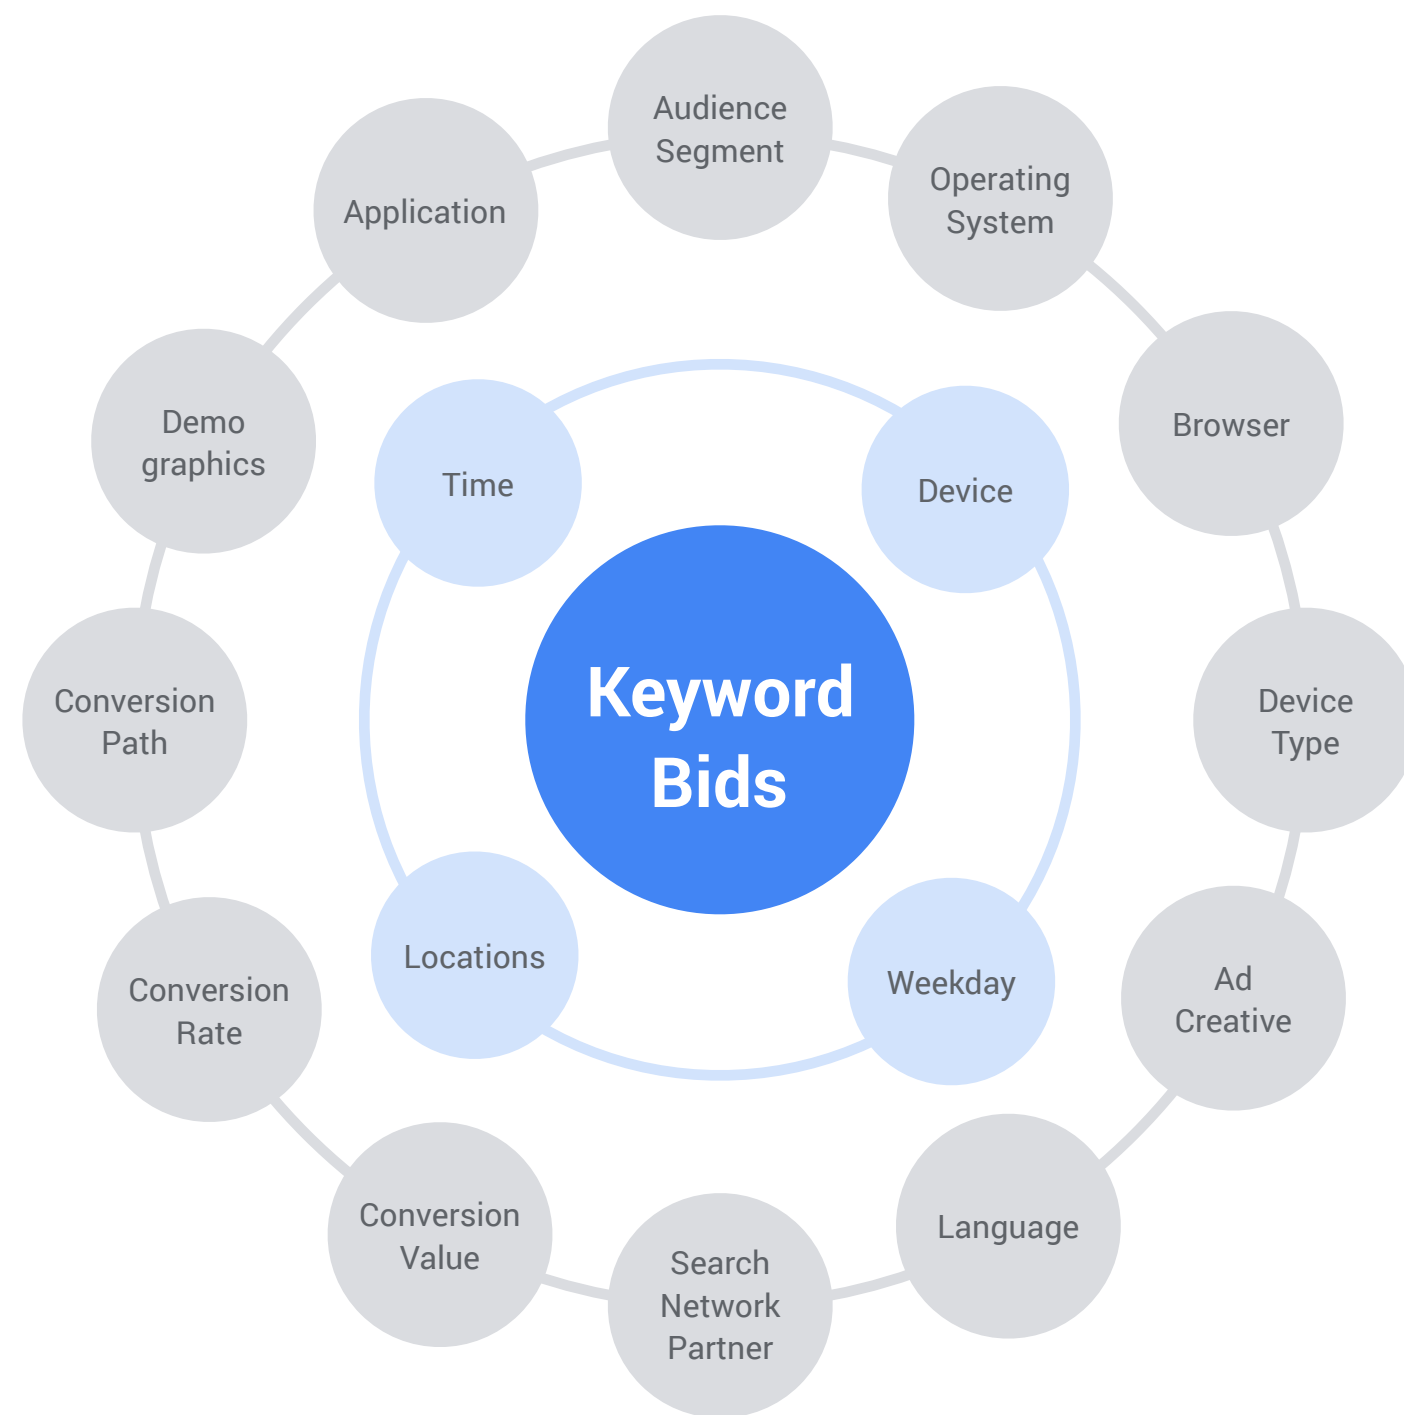 Audience
Segment
Operating
System
Application
Browser
Demo
graphics
Time
Device
Keyword
Bids
Conversion
Path
Device
Type
Locations
Weekday
Conversion
Rate
Ad
Creative
Conversion
Value
Language
Search
Network
Partner